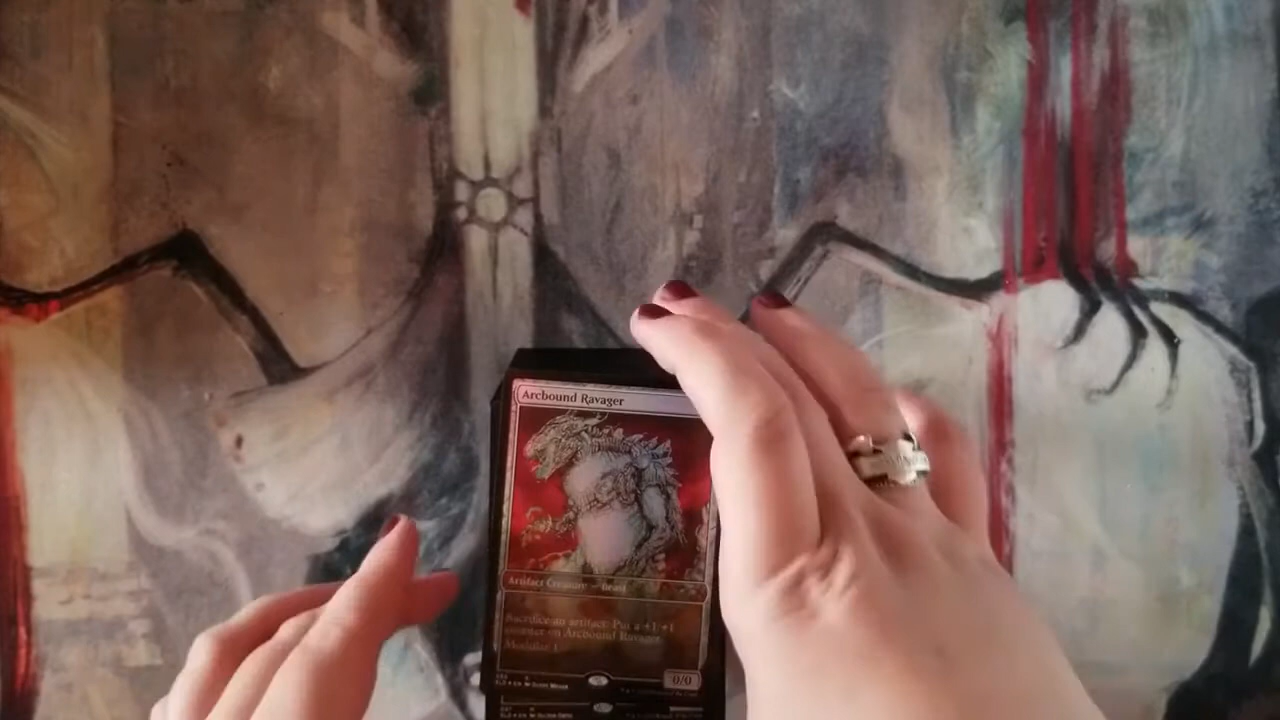 Arcbound Ravager
Artifact Creature — Beast
Sacrifice an artifact: Put a +1/+1
counter on Arcbound Ravager.
Modular 1
0/0